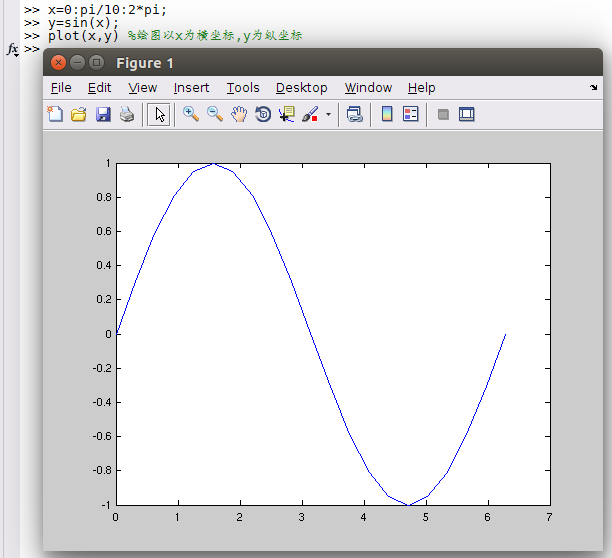 >> x=0:pi/10:2*pi;
>> y=sin(x);
>> plot(x,y) %绘图以x为横坐标,y为纵坐标
fx >>
Figure 1
File Edit View Insert Tools Desktop Window Help
1
0.8
0.6
0.4
0.2
0
-0.2
-0.4
-0.6
-0.8
-1
0 1 2 3 4 5 6 7